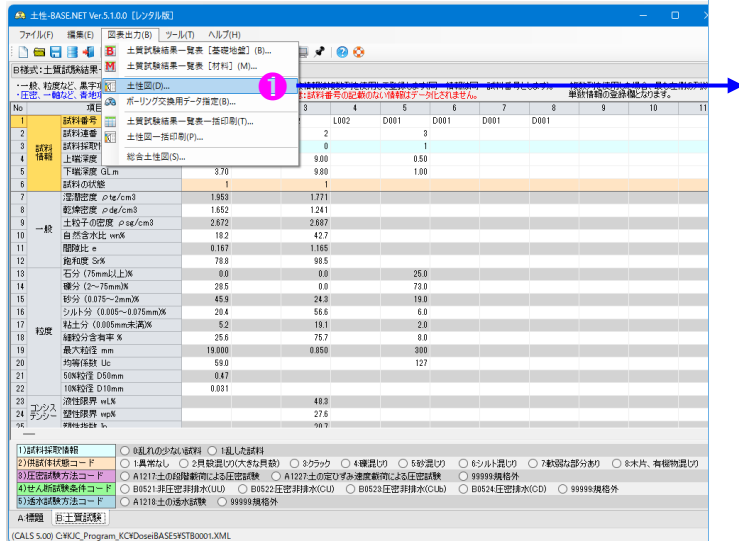 土性-BASE.NET Ver.5.1.0.0 [レンタル版]
ファイル(F) 編集(E) 図表出力(B) ツール(T) ヘルプ(H)
土質試験結果一覧表 [基礎地盤] (B)...
土質試験結果一覧表 [材料] (M)...
土性図(D)...
ボーリング交換用データ指定(B)...
土質試験結果一覧表一括印刷(T)...
土性図一括印刷(P)...
総合土性図(S)...
1
B様式:土質試験結果
は試料番号の記載のない情報はデータ化されません。
単数情報の登録欄となります。
No 項目 3 4 5 6 7 8 9 10 11
1 試料番号 L002 D001 D001 D001 D001
2 試料連番 2 3
3 試料採取情 0 1
4 上端深度 9.00 0.50
5 下端深度 GL.m 3.70 9.80 1.00
6 試料の状態 1 1
試料情報
7 湿潤密度 ρtg/cm3 1.953 1.771
8 乾燥密度 ρdg/cm3 1.652 1.241
9 土粒子の密度 ρsg/cm3 2.672 2.687
10 自然含水比 wn% 18.2 42.7
11 間隙比 e 0.167 1.165
12 飽和度 Sr% 78.8 98.5
一般
13 石分 (75mm以上)% 0.0 0.0 25.0
14 礫分 (2～75mm)% 28.5 0.0 73.0
15 砂分 (0.075～2mm)% 45.9 24.3 19.0
16 シルト分 (0.005～0.075mm)% 20.4 56.6 6.0
17 粘土分 (0.005mm未満)% 5.2 19.1 2.0
18 細粒分含有率 % 25.6 75.7 8.0
19 最大粒径 mm 19.000 0.850 300
20 均等係数 Uc 59.0 127
21 50%粒径 D50mm 0.47
22 10%粒径 D10mm 0.031
粒度
23 液性限界 wL% 48.3
24 塑性限界 wp% 27.6
25 塑性指数 Ip 20.7
コンシステンシー
1)試料採取情報 0:乱れの少ない試料 1:乱した試料
2)供試体状態コード 1:異常なし 2:貝殻混じり(大きな貝殻) 3:クラック 4:礫混じり 5:砂混じり 6:シルト混じり 7:軟弱な部分あり 8:木片、有機物混じり
3)圧密試験方法コード A1217:土の段階載荷による圧密試験 A1227:土の定ひずみ速度載荷による圧密試験 99999:規格外
4)せん断試験条件コード B0521:非圧密非排水(UU) B0522:圧密非排水(CU) B0523:圧密非排水(CUb) B0524:圧密排水(CD) 99999:規格外
5)透水試験方法コード A1218:土の透水試験 99999:規格外
A:標題 B:土質試験
(CALS 5.00) C:¥KJC_Program_KC¥DoseiBASE5¥STB0001.XML